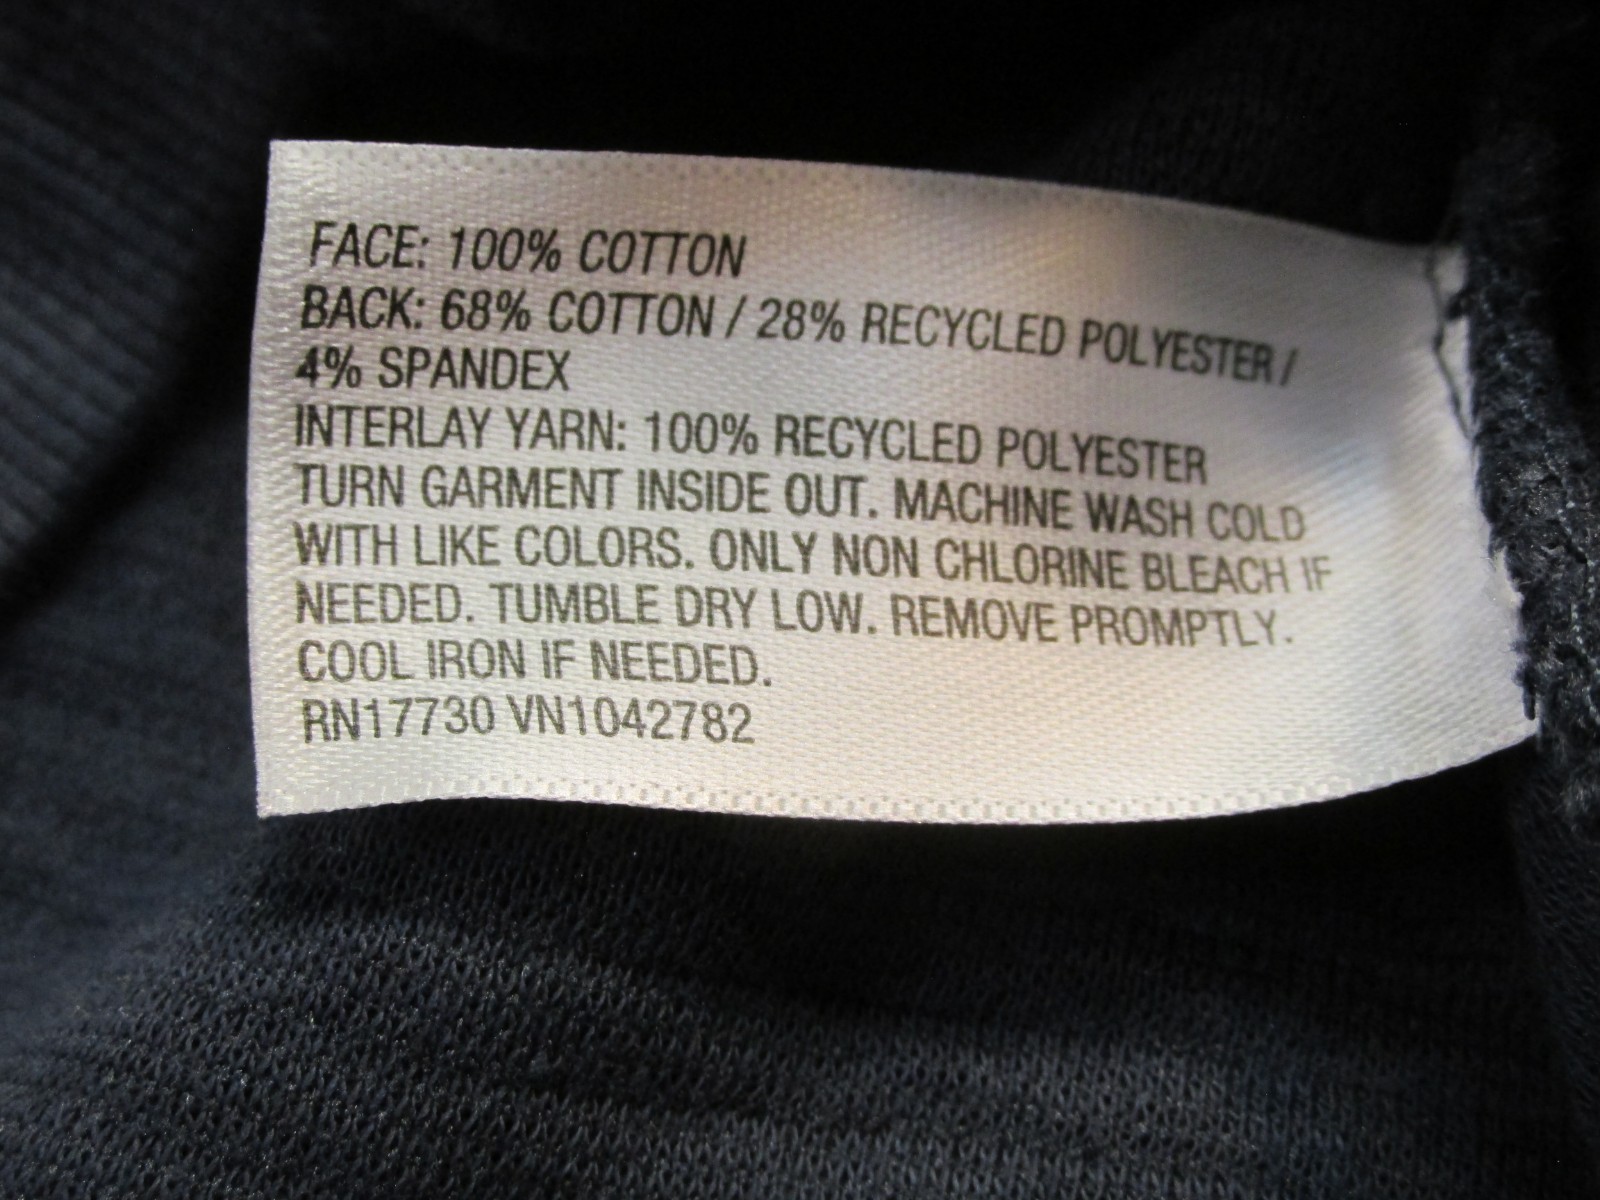 FACE: 100% COTTON
BACK: 68% COTTON / 28% RECYCLED POLYESTER /
4% SPANDEX
INTERLAY YARN: 100% RECYCLED POLYESTER
TURN GARMENT INSIDE OUT. MACHINE WASH COLD
WITH LIKE COLORS. ONLY NON CHLORINE BLEACH IF
NEEDED. TUMBLE DRY LOW. REMOVE PROMPTLY.
COOL IRON IF NEEDED.
RN17730 VN1042782